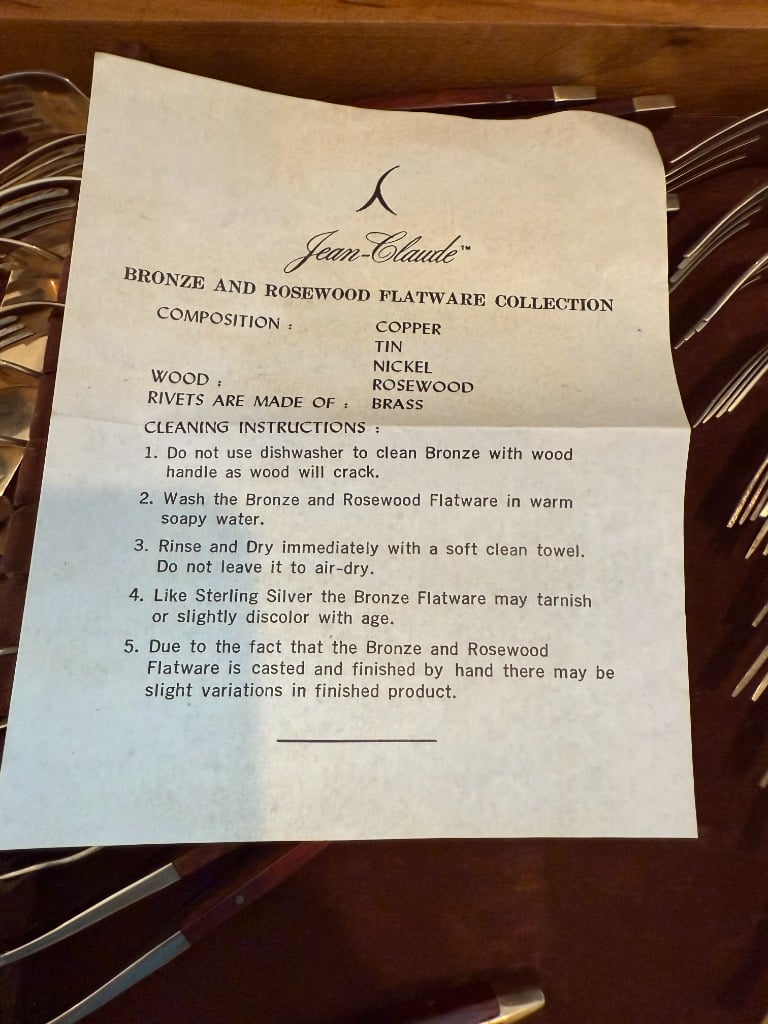 Jean-Claude™
BRONZE AND ROSEWOOD FLATWARE COLLECTION
COMPOSITION : COPPER
TIN
NICKEL
WOOD : ROSEWOOD
RIVETS ARE MADE OF : BRASS
CLEANING INSTRUCTIONS :
1. Do not use dishwasher to clean Bronze with wood
handle as wood will crack.
2. Wash the Bronze and Rosewood Flatware in warm
soapy water.
3. Rinse and Dry immediately with a soft clean towel.
Do not leave it to air-dry.
4. Like Sterling Silver the Bronze Flatware may tarnish
or slightly discolor with age.
5. Due to the fact that the Bronze and Rosewood
Flatware is casted and finished by hand there may be
slight variations in finished product.